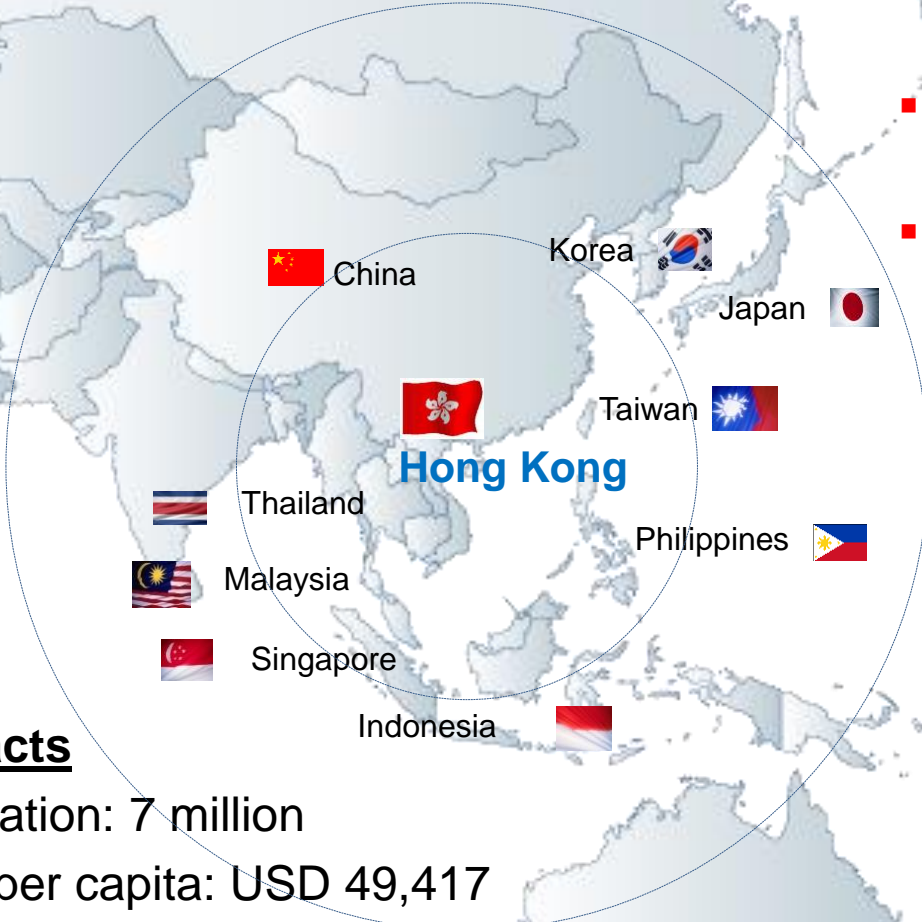 Korea
China
Japan
Taiwan
Hong Kong
Thailand
Philippines
Malaysia
Singapore
Indonesia
cts
ation: 7 million
per capita: USD 49,417